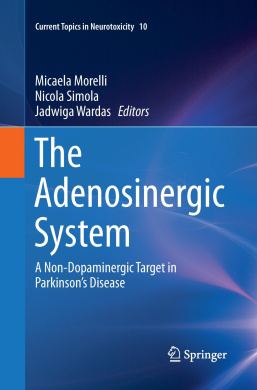 Current Topics in Neurotoxicity 10
Micaela Morelli
Nicola Simola
Jadwiga Wardas Editors
The
Adenosinergic
System
A Non-Dopaminergic Target in
Parkinson's Disease
Springer